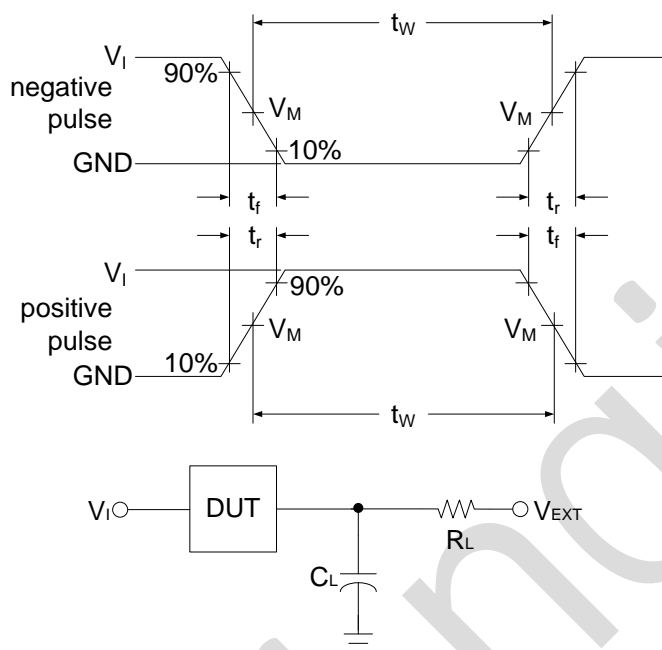 tW
VI
90%
negative
pulse
VM
VM
10%
GND
tf
tr
tr
tf
VI
90%
positive
pulse
VM
VM
10%
GND
tW
VI
DUT
VEXT
RL
CL